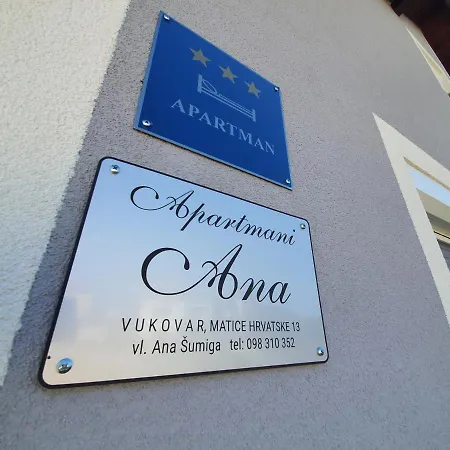 APARTMAN
Apartmani
Ana
VUKOVAR, MATICE HRVATSKE 13
vl. Ana Šumiga tel: 098 310 352